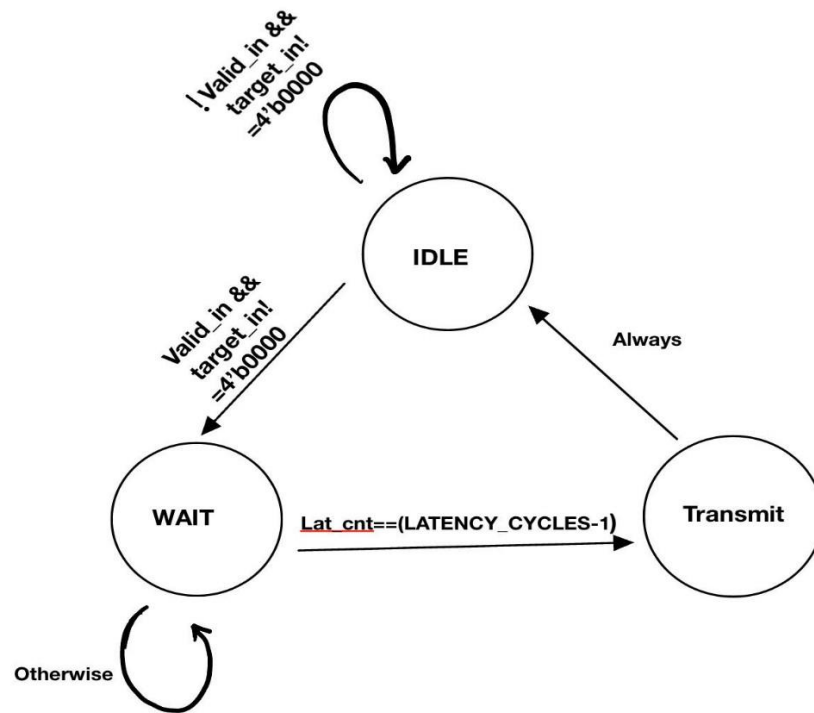 !Valid_in &&
target_in!
=4'b0000
IDLE
Valid_in &&
target_in!
=4'b0000
Always
WAIT
Lat_cnt==(LATENCY_CYCLES-1)
Transmit
Otherwise